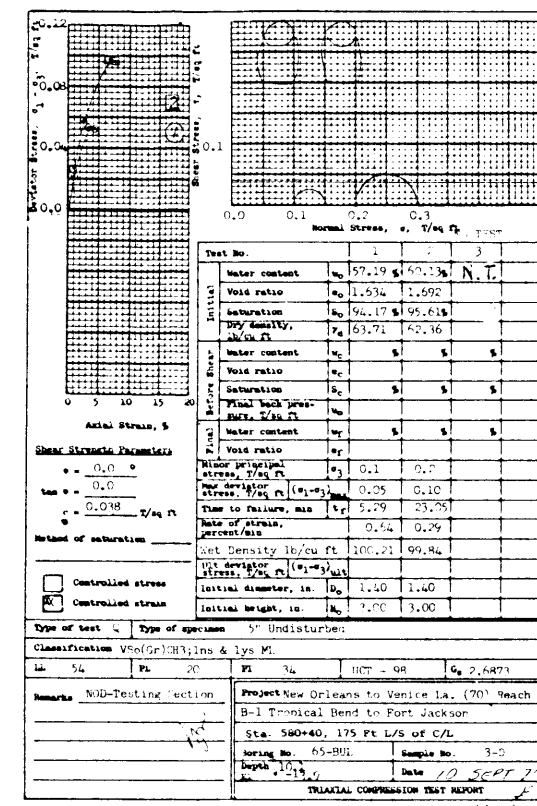 0.12
0.08
0.04
0.0
Deviator Stress, σ1 - σ3, T/sq ft
Shear Stress, τ, T/sq ft
0.1
2
0 5 10 15 20
Axial Strain, %
0.0 0.1 0.2 0.3
Normal Stress, σ, T/sq ft
TEST
Test No. 1 2 3
Initial
Water content w₀ 57.19 % 60.13% N.T.
Void ratio e₀ 1.634 1.692
Saturation S₀ 94.17 % 95.61%
Dry density, lb/cu ft γd 63.71 62.36
Before Shear
Water content wc % % %
Void ratio ec
Saturation Sc % % %
Final back pressure, T/sq ft u₀
Final
Water content wf % % %
Void ratio ef
Minor principal stress, T/sq ft σ3 0.1 0.2
Max deviator stress, T/sq ft (σ1-σ3)max 0.05 0.10
Time to failure, min tf 5.29 23.05
Rate of strain, percent/min 0.54 0.29
Wet Density lb/cu ft 100.21 99.84
Ult deviator stress, T/sq ft (σ1-σ3)ult
Initial diameter, in. D₀ 1.40 1.40
Initial height, in. H₀ 3.00 3.00
Shear Strength Parameters
φ = 0.0 °
tan φ = 0.0
c = 0.038 T/sq ft
Method of saturation
Controlled stress
Controlled strain
Type of test Q Type of specimen 5" Undisturbed
Classification VSo(Gr)CH3;lns & lys ML
LL 54 PL 20 PI 34 UCT - 98 Gs 2.6873
Remarks NOD-Testing Section
Project New Orleans to Venice La. (70) Reach
B-1 Tropical Bend to Fort Jackson
Sta. 580+40, 175 Ft L/S of C/L
Boring No. 65-BUL Sample No. 3-D
Depth
El
Date 10 SEPT
TRIAXIAL COMPRESSION TEST REPORT